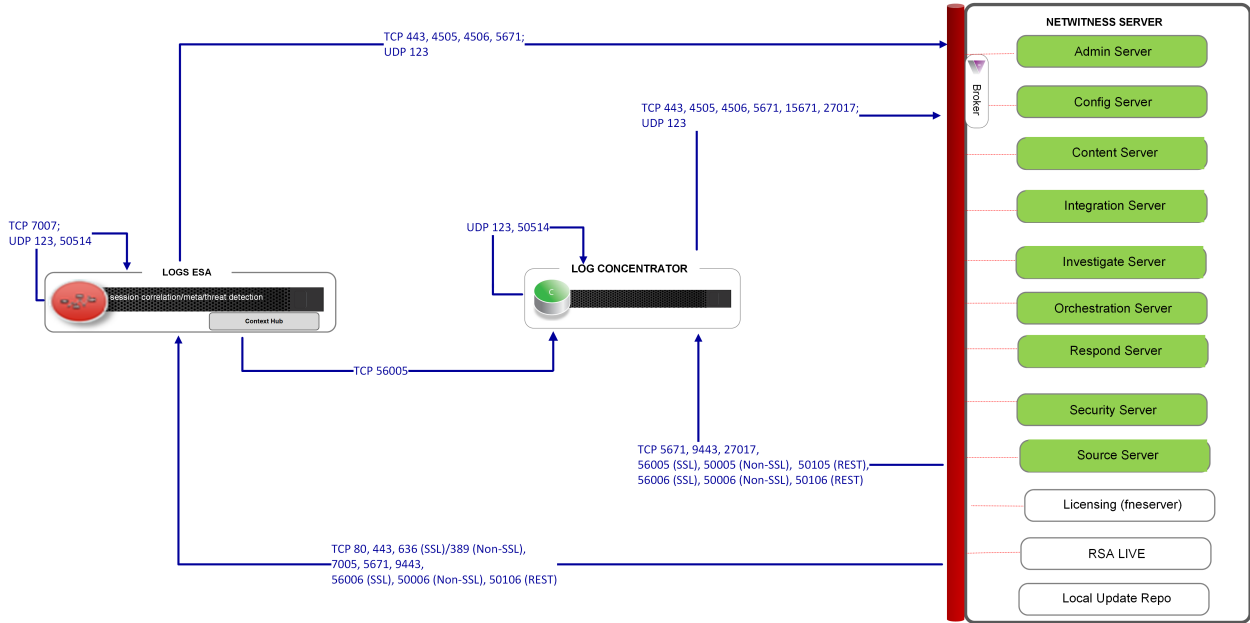 NETWITNESS SERVER
TCP 443, 4505, 4506, 5671;
UDP 123
Admin Server
Broker
Config Server
TCP 443, 4505, 4506, 5671, 15671, 27017;
UDP 123
Content Server
Integration Server
TCP 7007;
UDP 123, 50514
UDP 123, 50514
Investigate Server
LOGS ESA
session correlation/meta/threat detection
Context Hub
LOG CONCENTRATOR
C
Orchestration Server
Respond Server
TCP 56005
Security Server
Source Server
TCP 5671, 9443, 27017,
56005 (SSL), 50005 (Non-SSL), 50105 (REST),
56006 (SSL), 50006 (Non-SSL), 50106 (REST)
Licensing (fneserver)
RSA LIVE
TCP 80, 443, 636 (SSL)/389 (Non-SSL),
7005, 5671, 9443,
56006 (SSL), 50006 (Non-SSL), 50106 (REST)
Local Update Repo